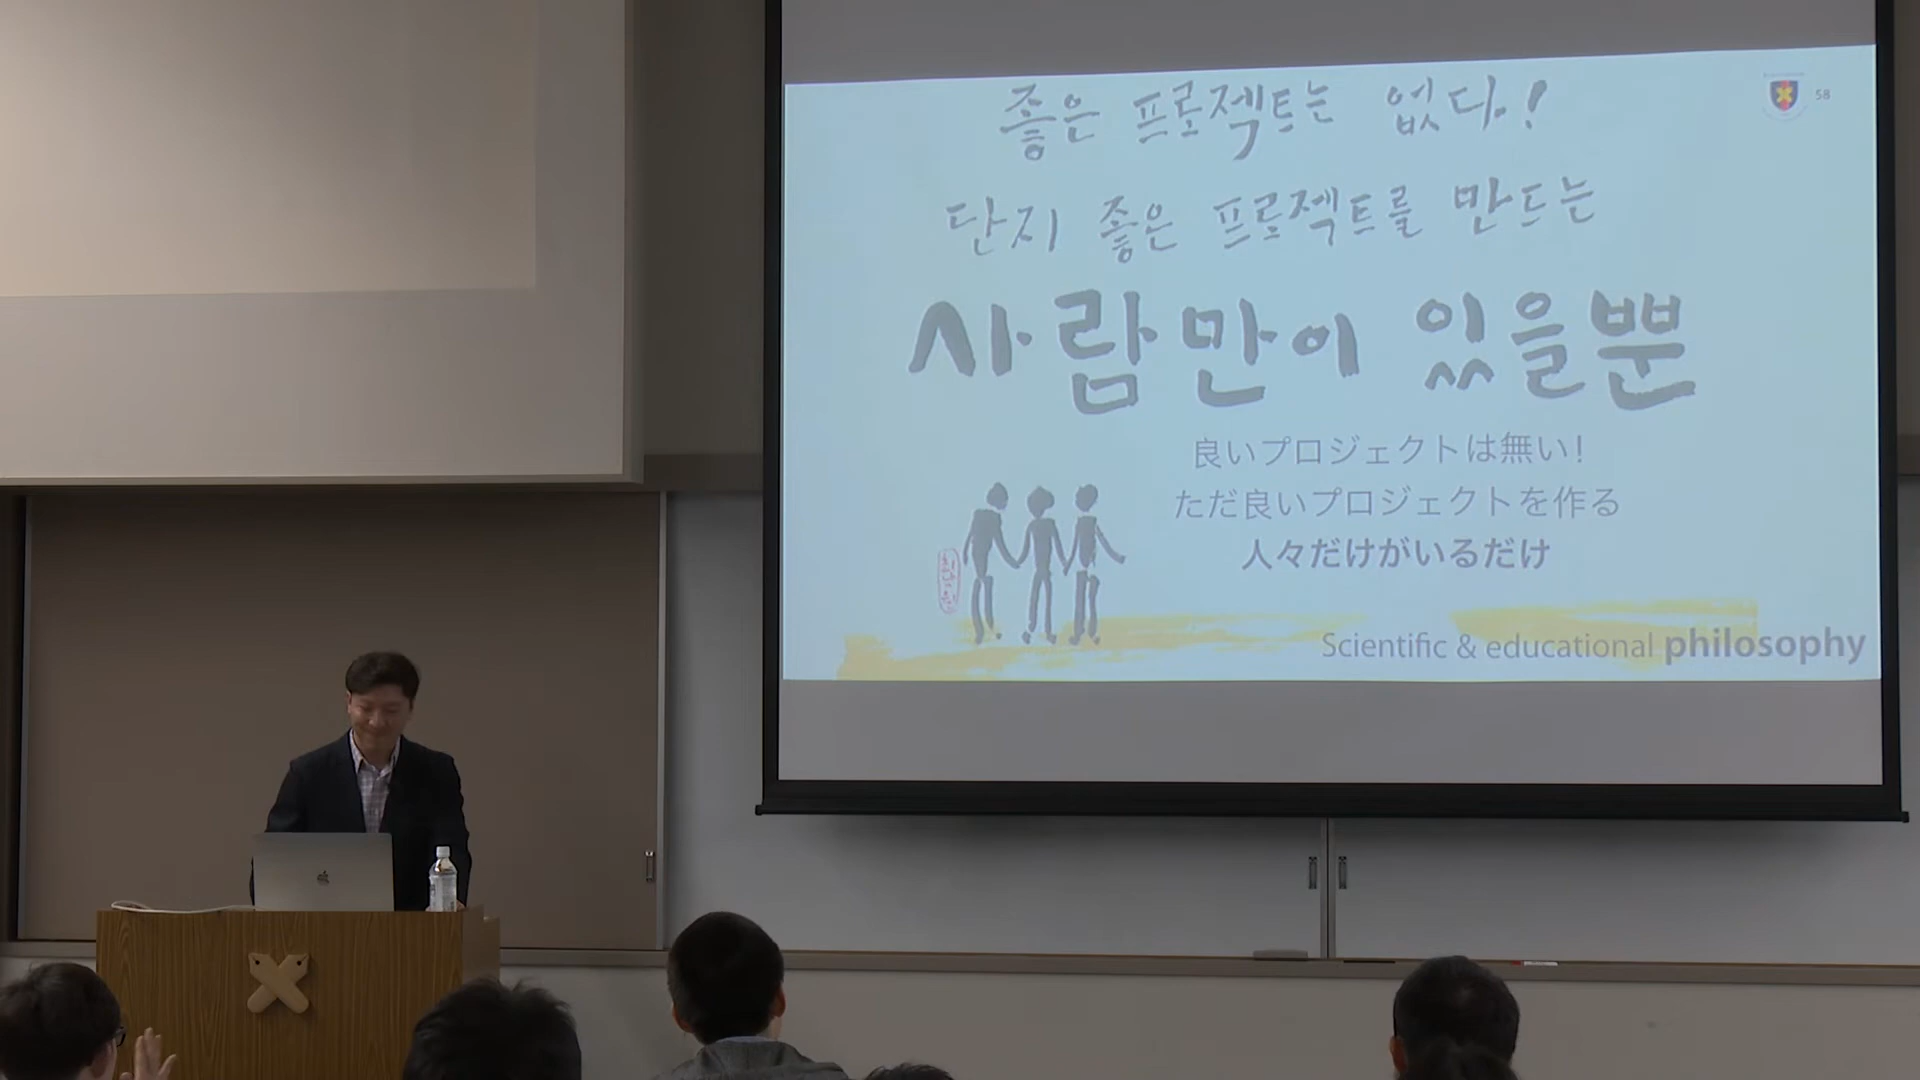 좋은 프로젝트는 없다!
58
단지 좋은 프로젝트를 만드는
사람만이 있을뿐
良いプロジェクトは無い!
ただ良いプロジェクトを作る
人々だけがいるだけ
Scientific & educational philosophy